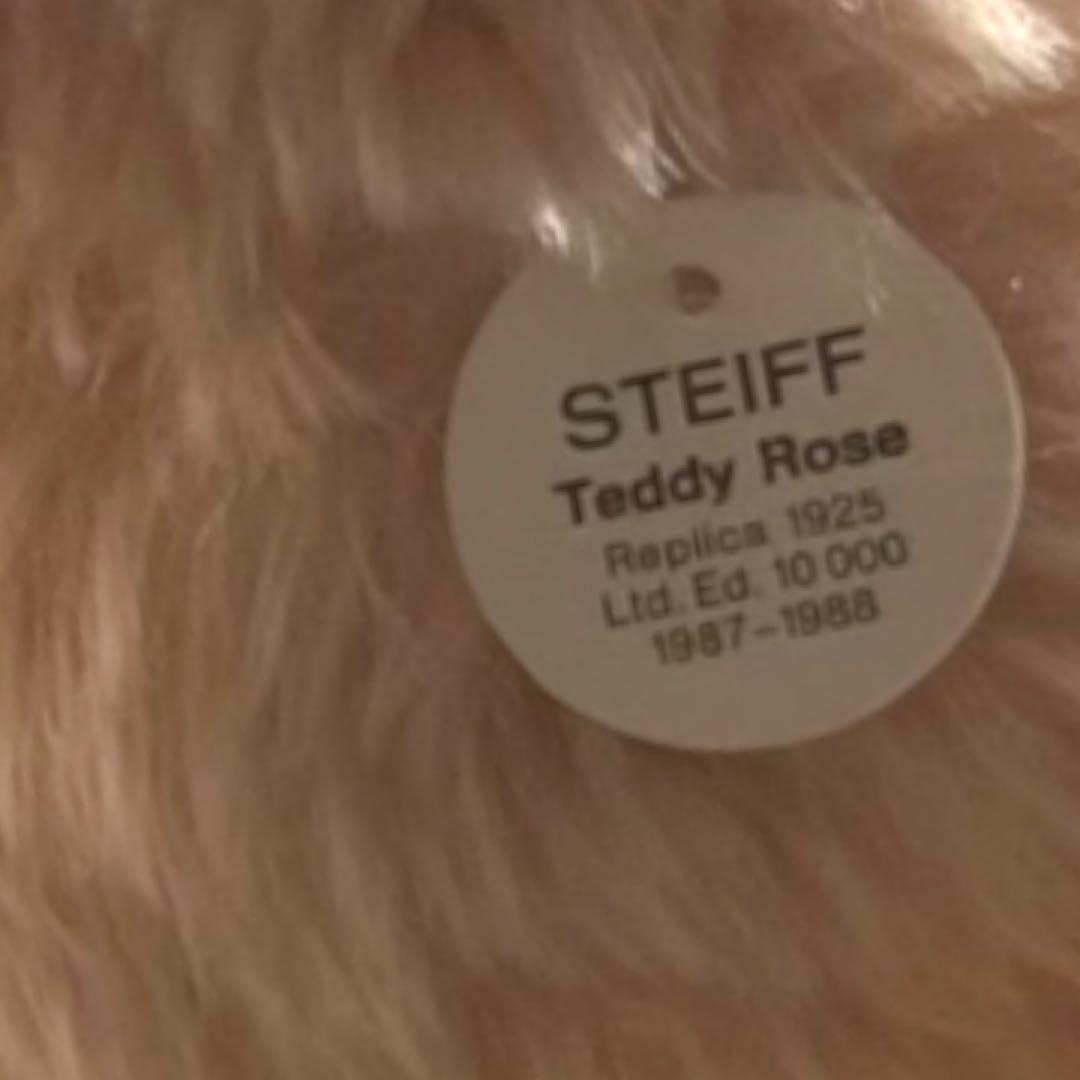 STEIFF
Teddy Rose
Replica 1925
Ltd. Ed. 10 000
1987-1988